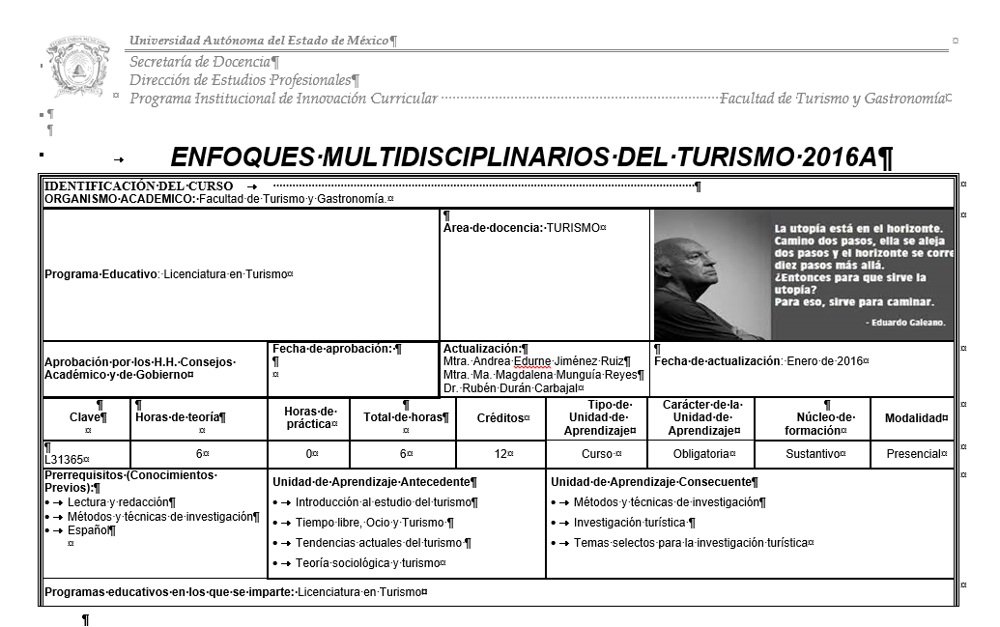 Universidad Autónoma del Estado de México
Secretaría de Docencia
Dirección de Estudios Profesionales
Programa Institucional de Innovación Curricular Facultad de Turismo y Gastronomía
ENFOQUES MULTIDISCIPLINARIOS DEL TURISMO 2016A
IDENTIFICACIÓN DEL CURSO
ORGANISMO ACADEMICO: Facultad de Turismo y Gastronomía.
Programa Educativo: Licenciatura en Turismo
Area de docencia: TURISMO
La utopía está en el horizonte.
Camino dos pasos, ella se aleja
dos pasos y el horizonte se corre
diez pasos más allá.
¿Entonces para que sirve la
utopía?
Para eso, sirve para caminar.
- Eduardo Galeano.
Aprobación por los H.H. Consejos
Académico y de Gobierno
Fecha de aprobación:
Actualización:
Mtra. Andrea Edurne Jiménez Ruiz
Mtra. Ma. Magdalena Munguía Reyes
Dr. Rubén Durán Carbajal
Fecha de actualización: Enero de 2016
Clave
Horas de teoría
Horas de
práctica
Total de horas
Créditos
Tipo de
Unidad de
Aprendizaje
Carácter de la
Unidad de
Aprendizaje
Núcleo de
formación
Modalidad
L31365
6
0
6
12
Curso
Obligatoria
Sustantivo
Presencial
Prerrequisitos (Conocimientos
Previos):
• Lectura y redacción
• Métodos y técnicas de investigación
• Español
Unidad de Aprendizaje Antecedente
• Introducción al estudio del turismo
• Tiempo libre, Ocio y Turismo
• Tendencias actuales del turismo
• Teoría sociológica y turismo
Unidad de Aprendizaje Consecuente
• Métodos y técnicas de investigación
• Investigación turística
• Temas selectos para la investigación turística
Programas educativos en los que se imparte: Licenciatura en Turismo